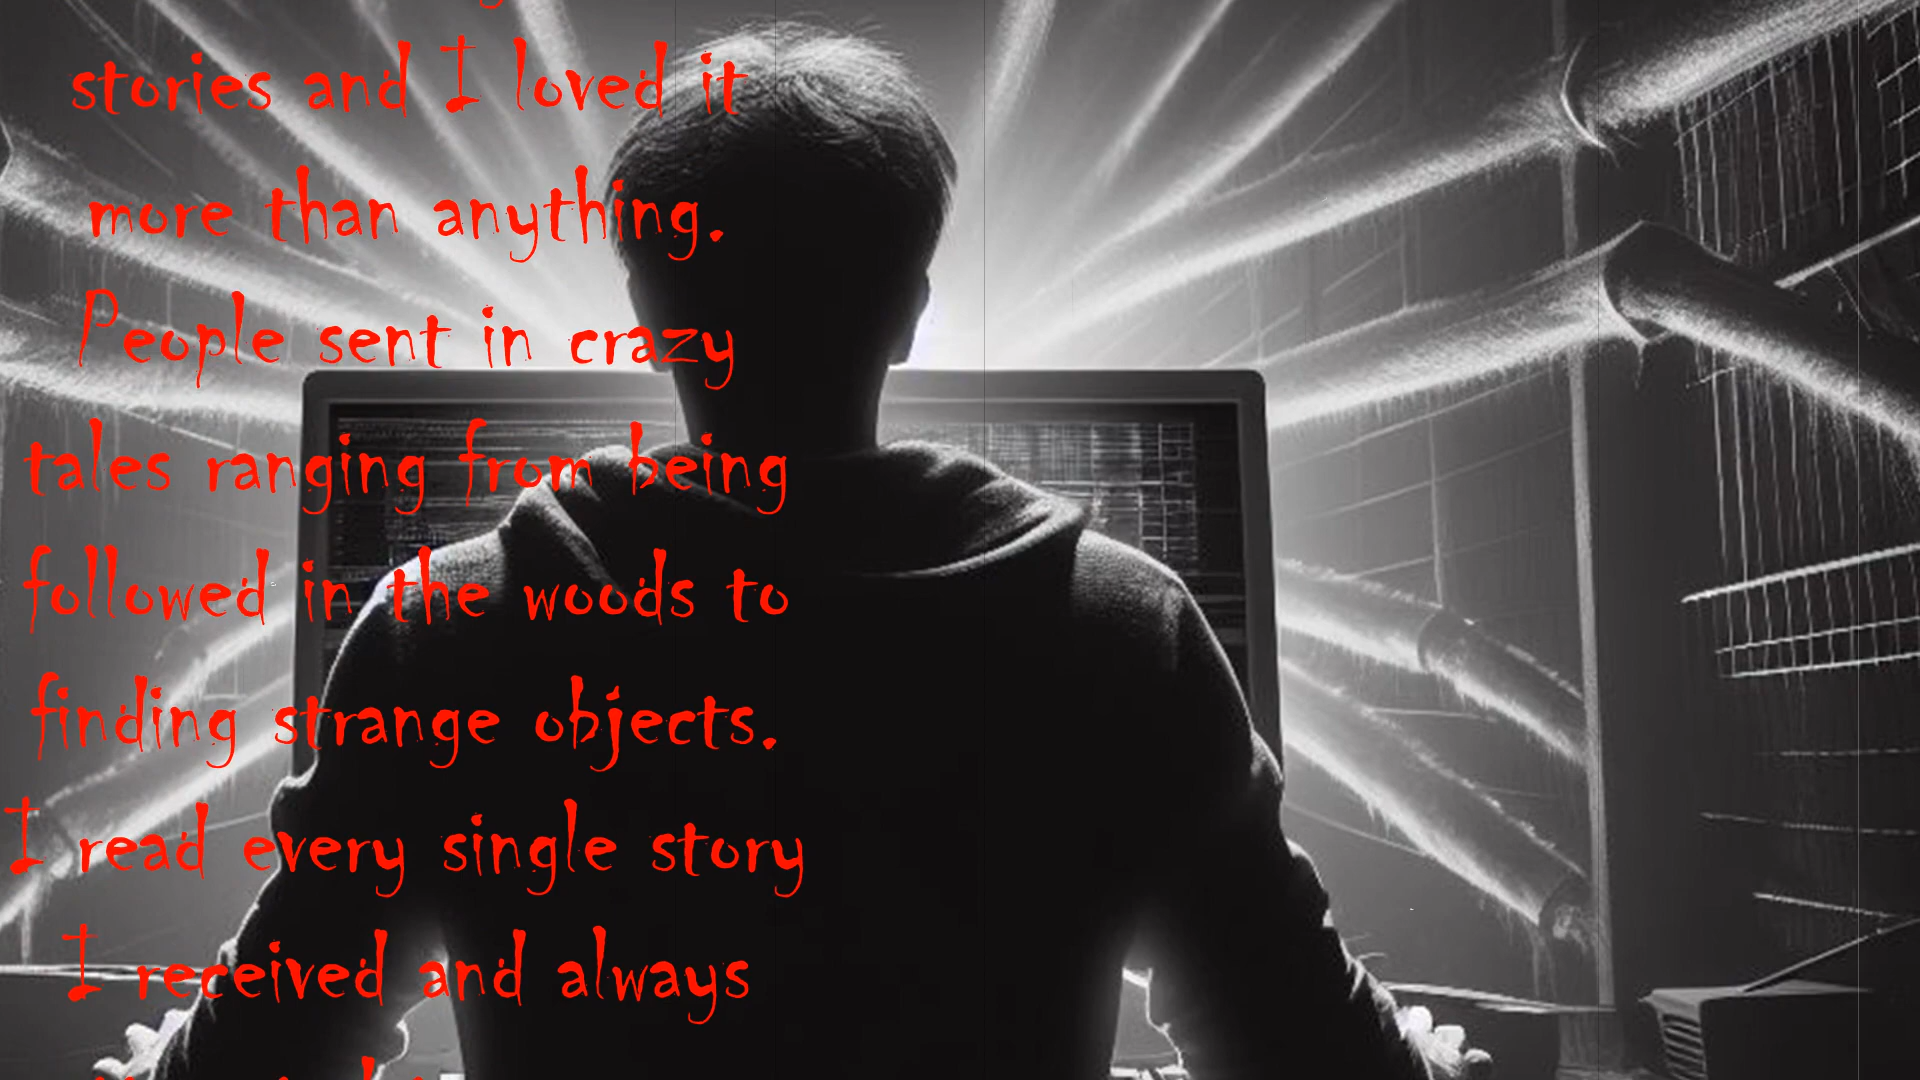 stories and I loved it
more than anything.
People sent in crazy
tales ranging from being
followed in the woods to
finding strange objects.
I read every single story
I received and always